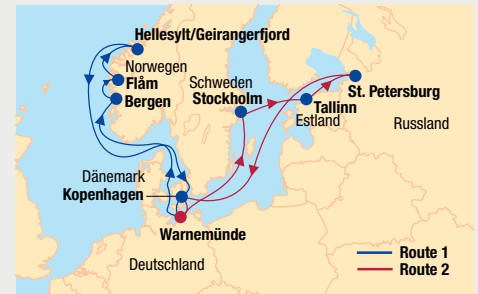 Hellesylt/Geirangerfjord
Norwegen
Flåm
Bergen
Schweden
Stockholm
St. Petersburg
Tallinn
Estland
Russland
Dänemark
Kopenhagen
Warnemünde
Deutschland
Route 1
Route 2